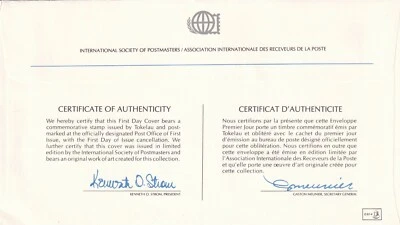 INTERNATIONAL SOCIETY OF POSTMASTERS / ASSOCIATION INTERNATIONALE DES RECEVEURS DE LA POSTE
CERTIFICATE OF AUTHENTICITY
We hereby certify that this First Day Cover bears a
commemorative stamp issued by Tokelau and post-
marked at the officially designated Post Office of First
Issue, with the First Day of Issue cancellation. We
further certify that this cover was issued in limited
edition by the International Society of Postmasters and
bears an original work of art created for this collection.
Kenneth O. Strom
KENNETH O. STROM, PRESIDENT
CERTIFICAT D'AUTHENTICITE
Nous certifions par la présente que cette Enveloppe
Premier Jour porte un timbre commémoratif émis par
Tokelau et oblitéré avec le cachet du premier jour
d'émission au bureau de poste désigné officiellement
pour cette oblitération. Nous certifions en outre que
cette enveloppe a été émise en édition limitée par
l'Association Internationale des Receveurs de la Poste
et qu'elle porte une œuvre d'art originale créée pour
cette collection.
GASTON MEUNIER, SECRETARY GENERAL